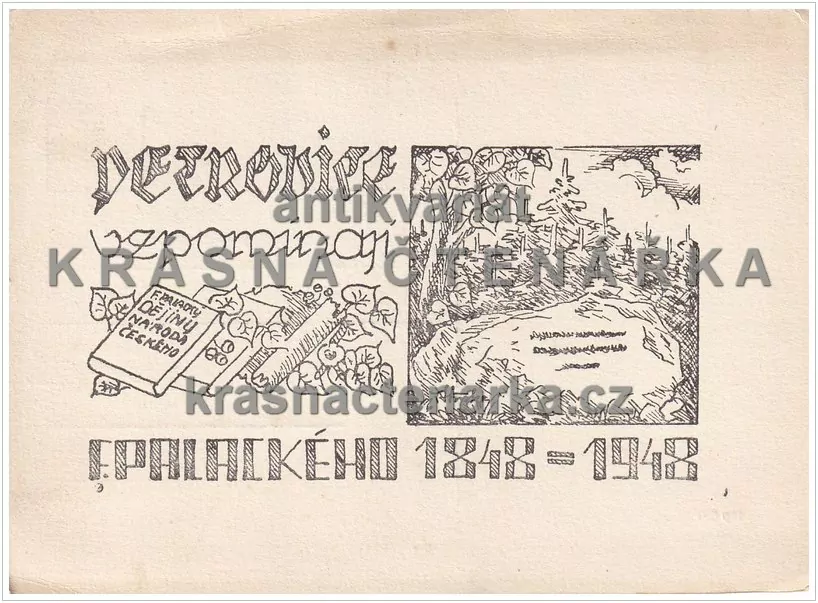 PETROVICE
vzpomínají
antikvariát
KRÁSNÁ ČTENÁŘKA
F. PALACKÝ
DĚJINY
NÁRODA
ČESKÉHO
krasnactenarka.cz
F. PALACKÉHO 1848=1948